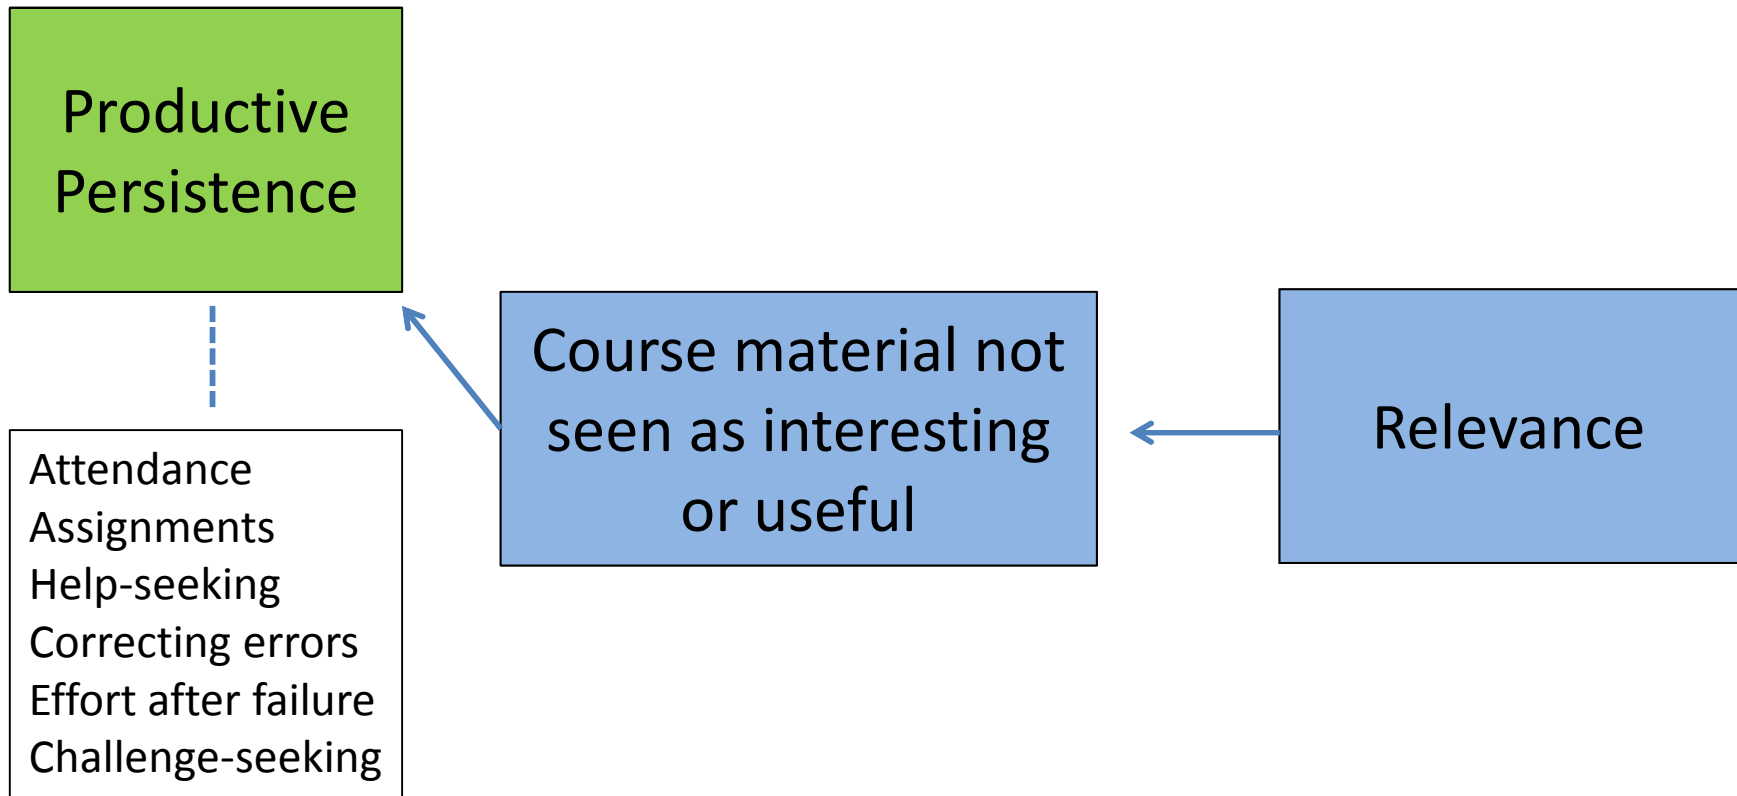 Productive
Persistence
Course material not
seen as interesting
or useful
Relevance
Attendance
Assignments
Help-seeking
Correcting errors
Effort after failure
Challenge-seeking